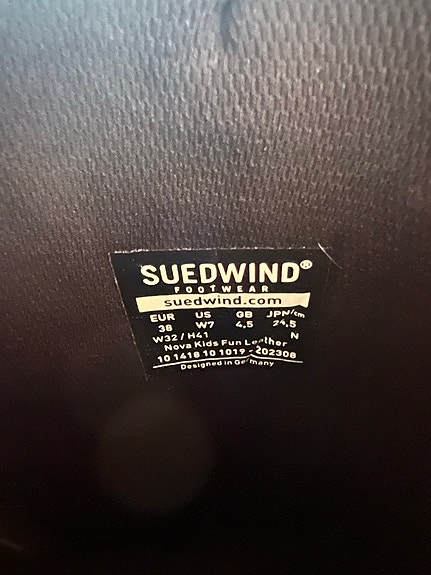 SUEDWIND®
FOOTWEAR
suedwind.com
EUR US GB JPN/cm
38 W7 4,5 24,5
W32 / H41 N
Nova Kids Fun Leather
10 1418 10 1019 - 202308
Designed in Germany